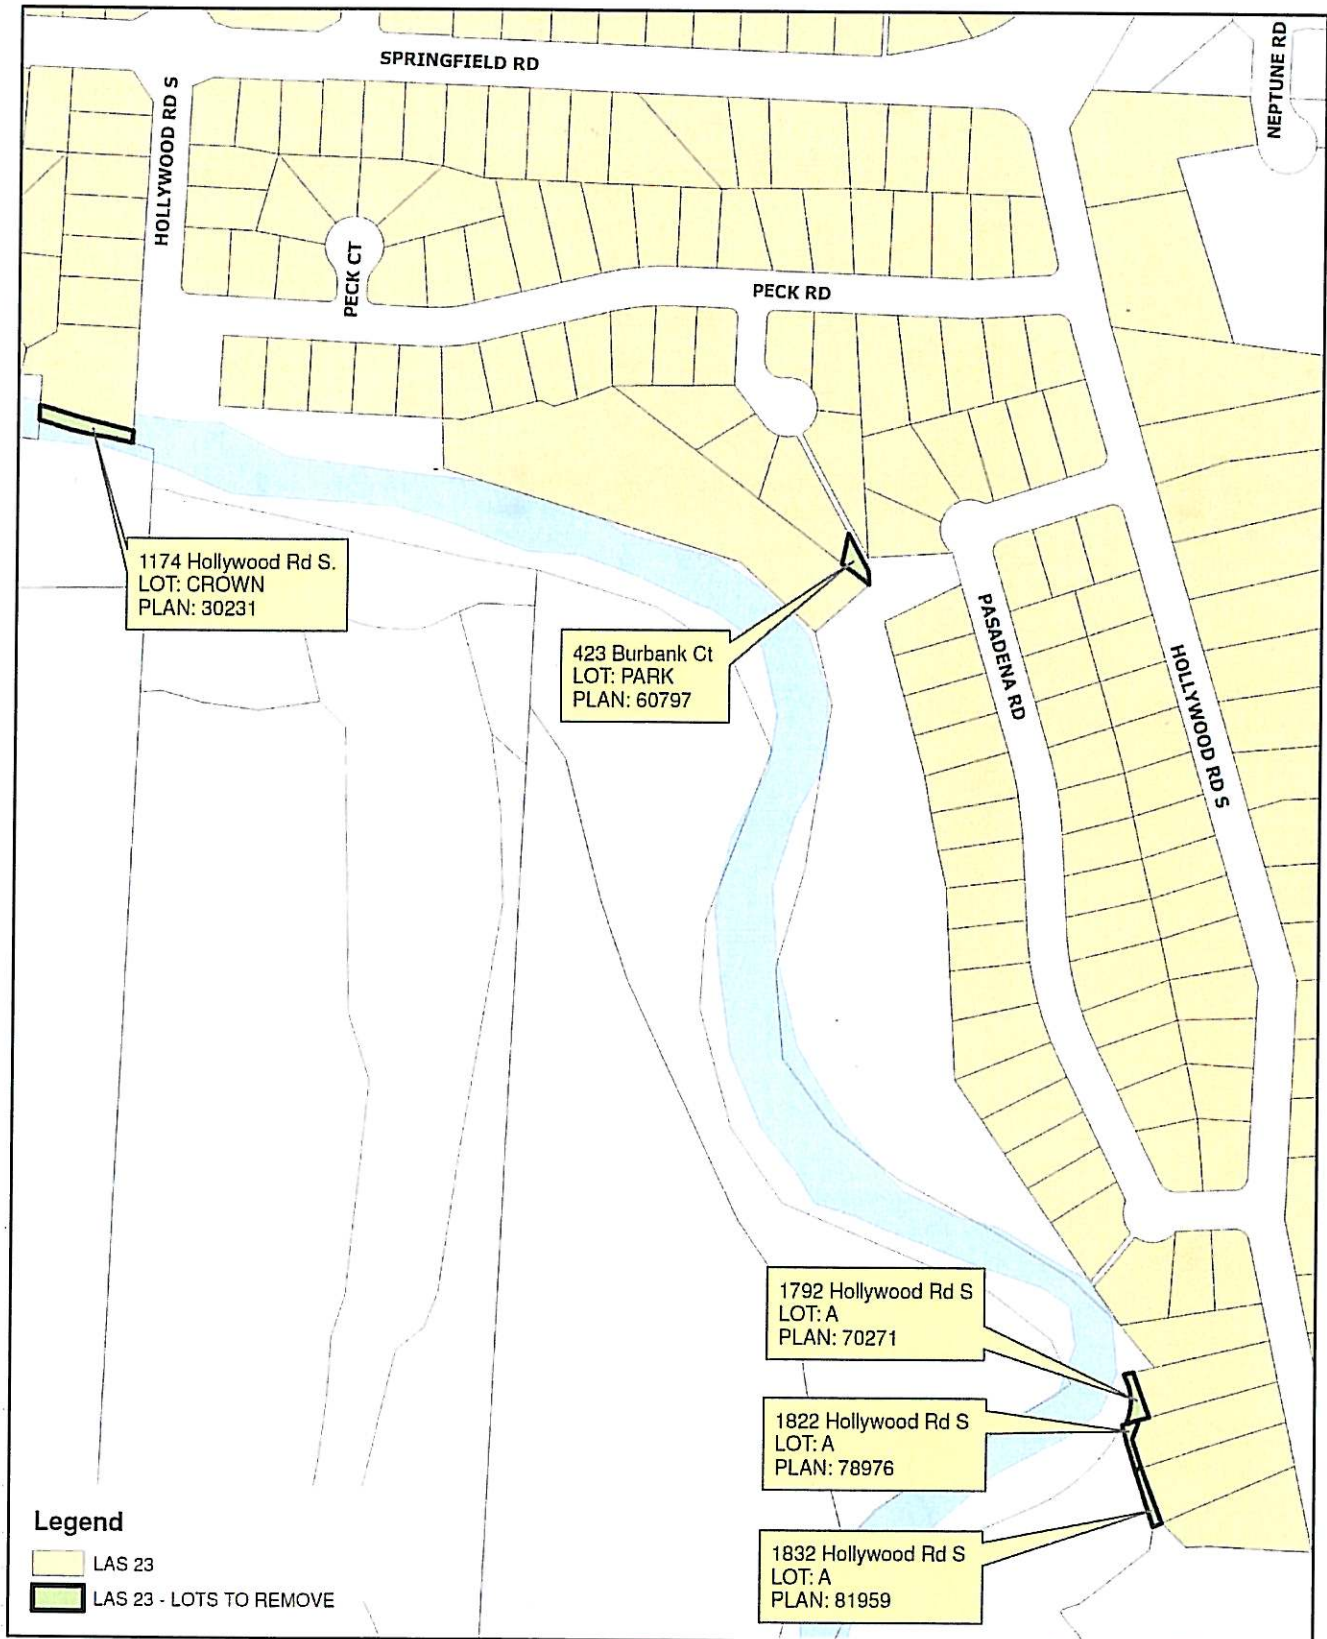 SPRINGFIELD RD
NEPTUNE RD
HOLLYWOOD RD S
PECK CT
PECK RD
1174 Hollywood Rd S.
LOT: CROWN
PLAN: 30231
423 Burbank Ct
LOT: PARK
PLAN: 60797
PASADENA RD
HOLLYWOOD RD S
1792 Hollywood Rd S
LOT: A
PLAN: 70271
1822 Hollywood Rd S
LOT: A
PLAN: 78976
1832 Hollywood Rd S
LOT: A
PLAN: 81959
Legend
LAS 23
LAS 23 - LOTS TO REMOVE